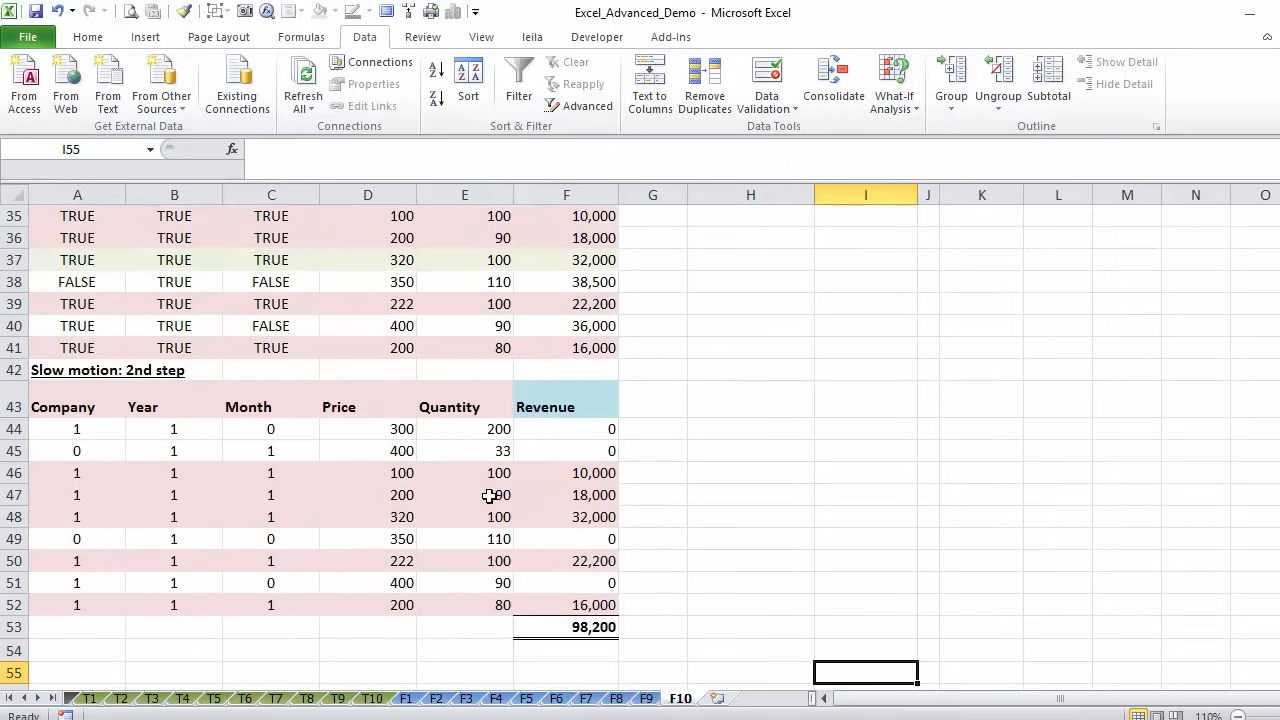 Excel_Advanced_Demo - Microsoft Excel
File Home Insert Page Layout Formulas Data Review View leila Developer Add-Ins
From Access
From Web
From Text
From Other Sources
Existing Connections
Get External Data
Refresh All
Connections
Properties
Edit Links
Connections
Sort
Filter
Clear
Reapply
Advanced
Sort & Filter
Text to Columns
Remove Duplicates
Data Validation
Consolidate
What-If Analysis
Data Tools
Group
Ungroup
Subtotal
Show Detail
Hide Detail
Outline
I55 fx
A B C D E F G H I J K L M N O
35 TRUE TRUE TRUE 100 100 10,000
36 TRUE TRUE TRUE 200 90 18,000
37 TRUE TRUE TRUE 320 100 32,000
38 FALSE TRUE FALSE 350 110 38,500
39 TRUE TRUE TRUE 222 100 22,200
40 TRUE TRUE FALSE 400 90 36,000
41 TRUE TRUE TRUE 200 80 16,000
42 Slow motion: 2nd step
43 Company Year Month Price Quantity Revenue
44 1 1 0 300 200 0
45 0 1 1 400 33 0
46 1 1 1 100 100 10,000
47 1 1 1 200 90 18,000
48 1 1 1 320 100 32,000
49 0 1 0 350 110 0
50 1 1 1 222 100 22,200
51 1 1 0 400 90 0
52 1 1 1 200 80 16,000
53 98,200
54
55
T1 T2 T4 T5 T6 T7 T8 T9 T10 F1 F2 F3 F4 F5 F6 F7 F8 F9 F10
Ready 110%